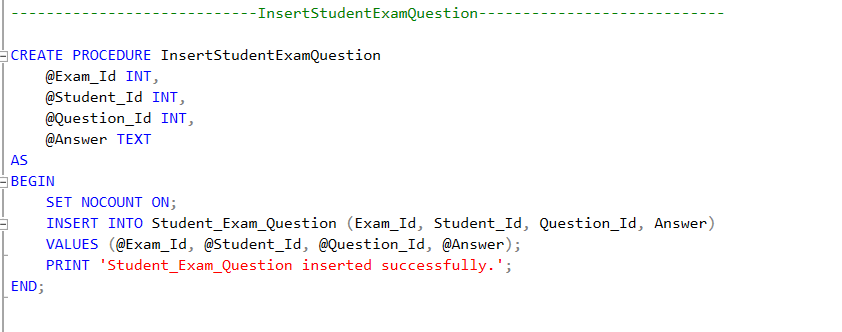 ----------------------------InsertStudentExamQuestion----------------------------
CREATE PROCEDURE InsertStudentExamQuestion
    @Exam_Id INT,
    @Student_Id INT,
    @Question_Id INT,
    @Answer TEXT
AS
BEGIN
    SET NOCOUNT ON;
    INSERT INTO Student_Exam_Question (Exam_Id, Student_Id, Question_Id, Answer)
    VALUES (@Exam_Id, @Student_Id, @Question_Id, @Answer);
    PRINT 'Student_Exam_Question inserted successfully.';
END;